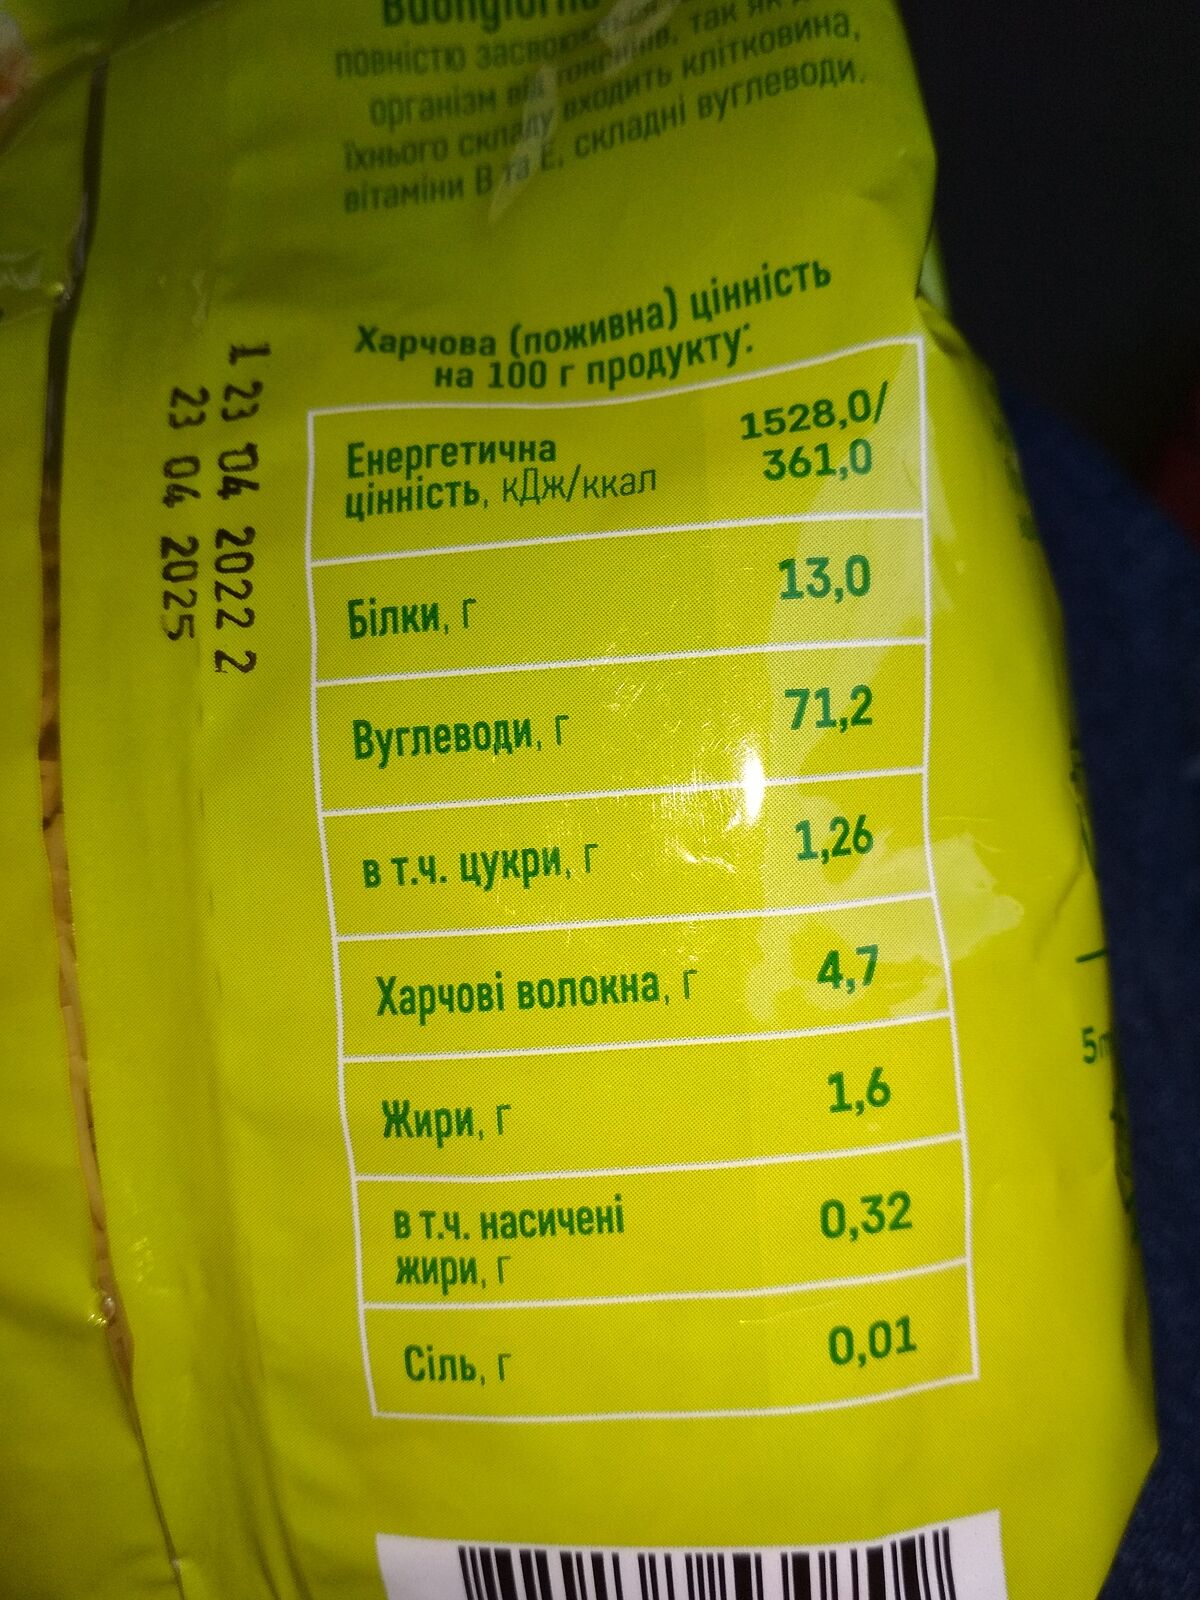 Buongiorno
повністю засвоюються
організм від токсинів, так як
їхнього складу входить клітковина,
вітаміни B та E, складні вуглеводи.
Харчова (поживна) цінність
на 100 г продукту:
Енергетична
цінність, кДж/ккал
1528,0/
361,0
Білки, г 13,0
Вуглеводи, г 71,2
в т.ч. цукри, г 1,26
Харчові волокна, г 4,7
Жири, г 1,6
в т.ч. насичені
жири, г
0,32
Сіль, г 0,01
1 23 04 2022 2
23 04 2025